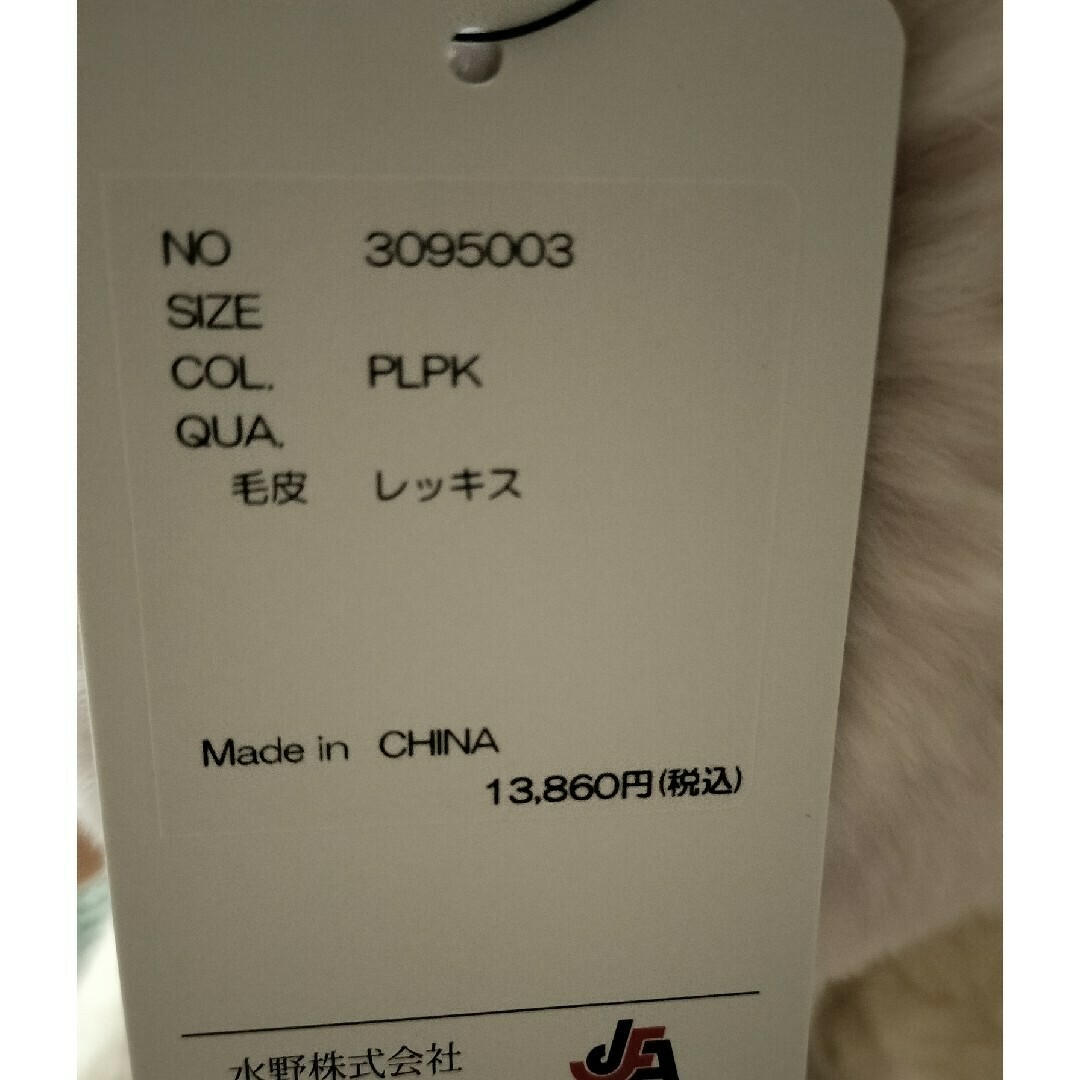 NO 3095003
SIZE
COL. PLPK
QUA.
毛皮 レッキス
Made in CHINA
13,860円(税込)
水野株式会社
JFA